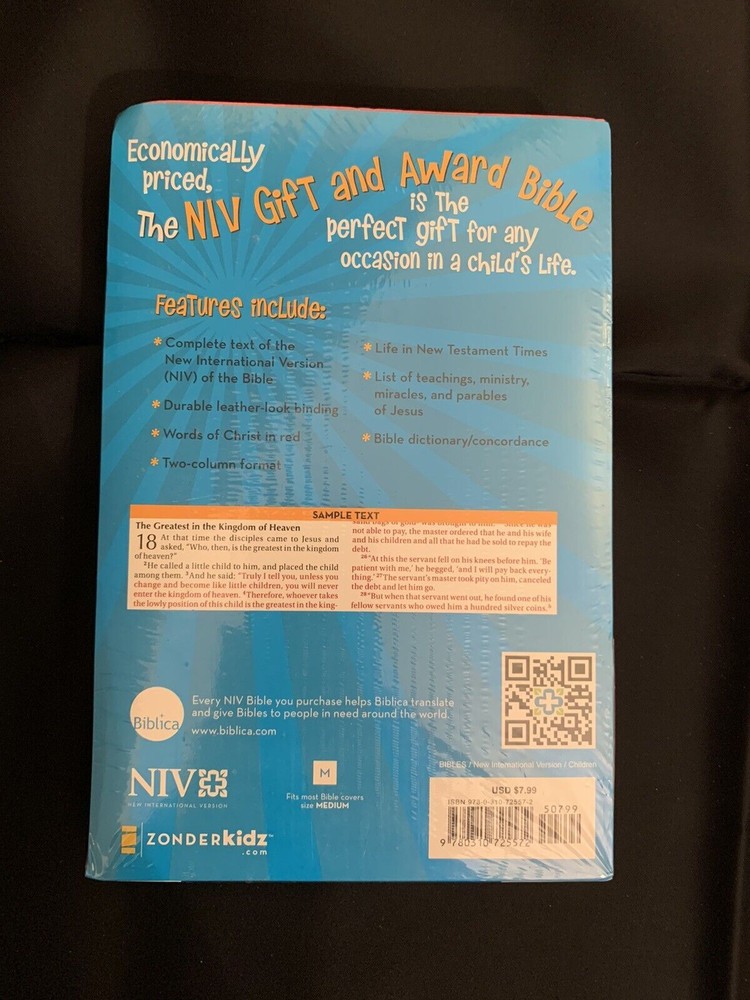 Economically
priced,
The NIV Gift and Award Bible
is the
perfect gift for any
occasion in a child's life.
Features include:
* Complete text of the
New International Version
(NIV) of the Bible
* Durable leather-look binding
* Words of Christ in red
* Two-column format
* Life in New Testament Times
* List of teachings, ministry,
miracles, and parables
of Jesus
* Bible dictionary/concordance
SAMPLE TEXT
The Greatest in the Kingdom of Heaven
18 At that time the disciples came to Jesus and
asked, "Who, then, is the greatest in the kingdom
of heaven?"
2He called a little child to him, and placed the child
among them. 3And he said: "Truly I tell you, unless you
change and become like little children, you will never
enter the kingdom of heaven. 4Therefore, whoever takes
the lowly position of this child is the greatest in the king-
not able to pay, the master ordered that he and his wife
and his children and all that he had be sold to repay the
debt.
26"At this the servant fell on his knees before him. 'Be
patient with me,' he begged, 'and I will pay back every-
thing.' 27The servant's master took pity on him, canceled
the debt and let him go.
28"But when that servant went out, he found one of his
fellow servants who owed him a hundred silver coins.
Biblica
Every NIV Bible you purchase helps Biblica translate
and give Bibles to people in need around the world.
www.biblica.com
NIV
NEW INTERNATIONAL VERSION
M
Fits most Bible covers
size MEDIUM
ZONDERkidz™
.com
BIBLES / New International Version / Children
USD $7.99
ISBN 978-0-310-72557-2
50799
9 780310 725572